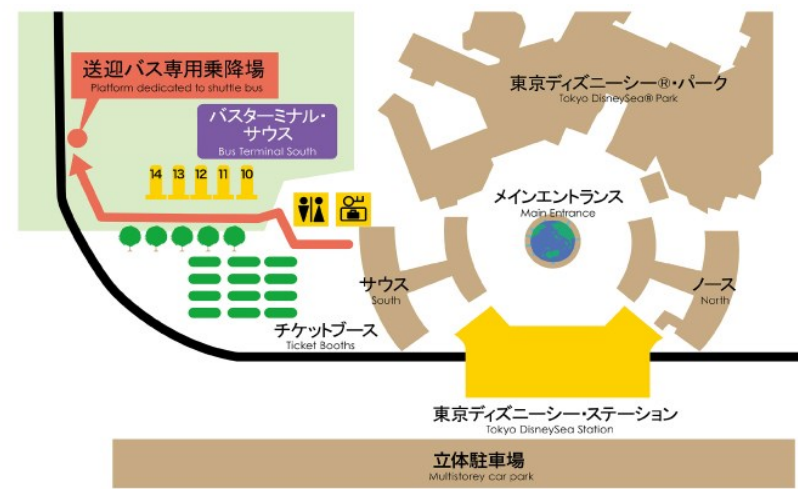 送迎バス専用乗降場
Platform dedicated to shuttle bus
バスターミナル・
サウス
Bus Terminal South
14 13 12 11 10
東京ディズニーシー®・パーク
Tokyo DisneySea® Park
メインエントランス
Main Entrance
サウス
South
ノース
North
チケットブース
Ticket Booths
東京ディズニーシー・ステーション
Tokyo DisneySea Station
立体駐車場
Multistorey car park